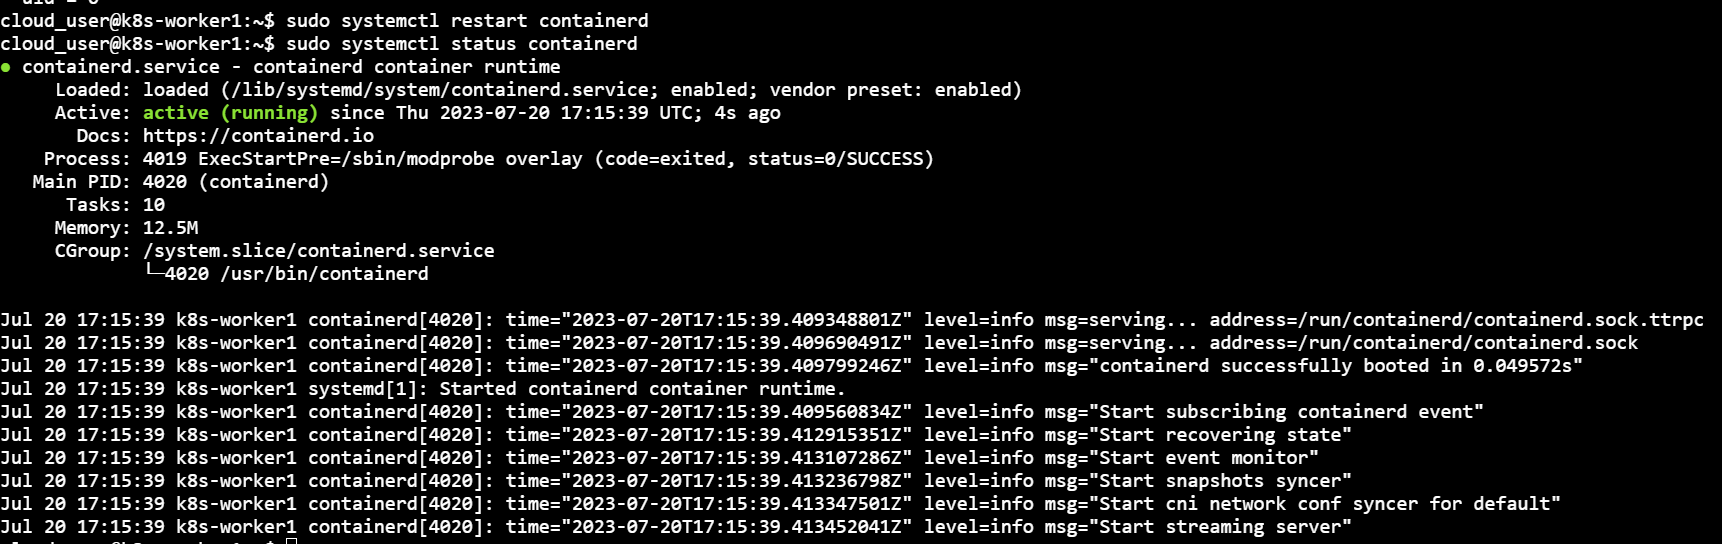 uid = 0
cloud_user@k8s-worker1:~$ sudo systemctl restart containerd
cloud_user@k8s-worker1:~$ sudo systemctl status containerd
● containerd.service - containerd container runtime
     Loaded: loaded (/lib/systemd/system/containerd.service; enabled; vendor preset: enabled)
     Active: active (running) since Thu 2023-07-20 17:15:39 UTC; 4s ago
       Docs: https://containerd.io
    Process: 4019 ExecStartPre=/sbin/modprobe overlay (code=exited, status=0/SUCCESS)
   Main PID: 4020 (containerd)
      Tasks: 10
     Memory: 12.5M
     CGroup: /system.slice/containerd.service
             └─4020 /usr/bin/containerd
Jul 20 17:15:39 k8s-worker1 containerd[4020]: time="2023-07-20T17:15:39.409348801Z" level=info msg=serving... address=/run/containerd/containerd.sock.ttrpc
Jul 20 17:15:39 k8s-worker1 containerd[4020]: time="2023-07-20T17:15:39.409690491Z" level=info msg=serving... address=/run/containerd/containerd.sock
Jul 20 17:15:39 k8s-worker1 containerd[4020]: time="2023-07-20T17:15:39.409799246Z" level=info msg="containerd successfully booted in 0.049572s"
Jul 20 17:15:39 k8s-worker1 systemd[1]: Started containerd container runtime.
Jul 20 17:15:39 k8s-worker1 containerd[4020]: time="2023-07-20T17:15:39.409560834Z" level=info msg="Start subscribing containerd event"
Jul 20 17:15:39 k8s-worker1 containerd[4020]: time="2023-07-20T17:15:39.412915351Z" level=info msg="Start recovering state"
Jul 20 17:15:39 k8s-worker1 containerd[4020]: time="2023-07-20T17:15:39.413107286Z" level=info msg="Start event monitor"
Jul 20 17:15:39 k8s-worker1 containerd[4020]: time="2023-07-20T17:15:39.413236798Z" level=info msg="Start snapshots syncer"
Jul 20 17:15:39 k8s-worker1 containerd[4020]: time="2023-07-20T17:15:39.413347501Z" level=info msg="Start cni network conf syncer for default"
Jul 20 17:15:39 k8s-worker1 containerd[4020]: time="2023-07-20T17:15:39.413452041Z" level=info msg="Start streaming server"